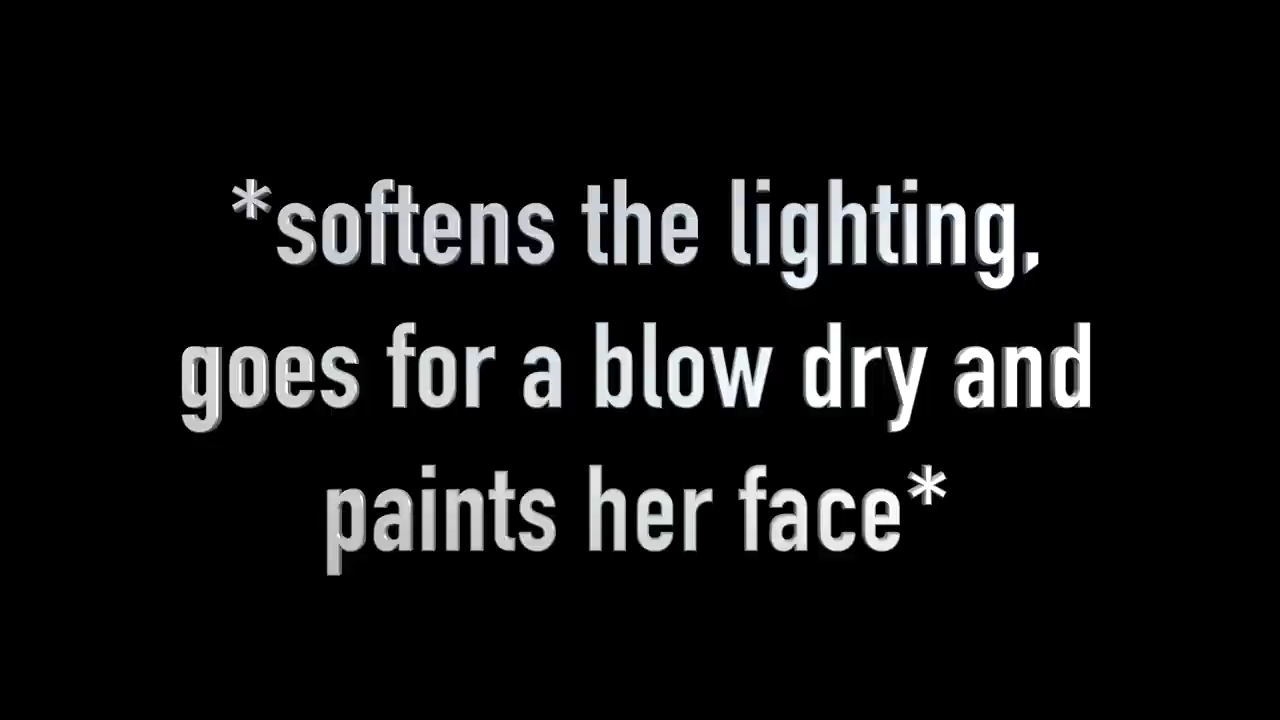 *softens the lighting,
goes for a blow dry and
paints her face*